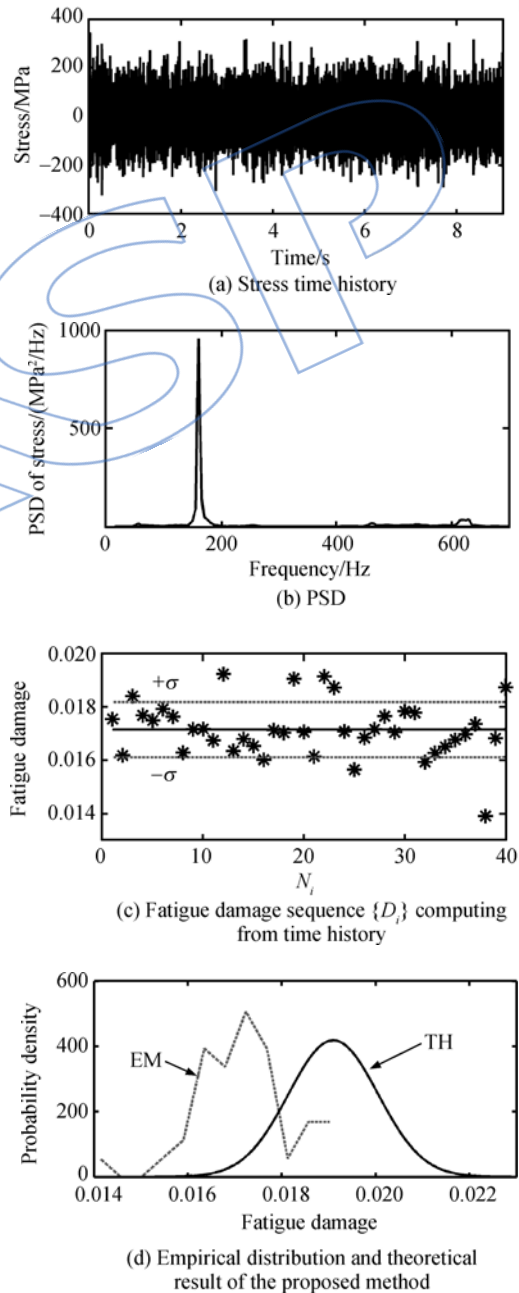 400
200
0
−200
−400
Stress/MPa
0 2 4 6 8
Time/s
(a) Stress time history
1000
500
PSD of stress/(MPa²/Hz)
0 200 400 600
Frequency/Hz
(b) PSD
0.020
0.018
0.016
0.014
Fatigue damage
+σ
−σ
0 10 20 30 40
N_i
(c) Fatigue damage sequence {D_i} computing
from time history
600
400
200
0
Probability density
EM
TH
0.014 0.016 0.018 0.020 0.022
Fatigue damage
(d) Empirical distribution and theoretical
result of the proposed method